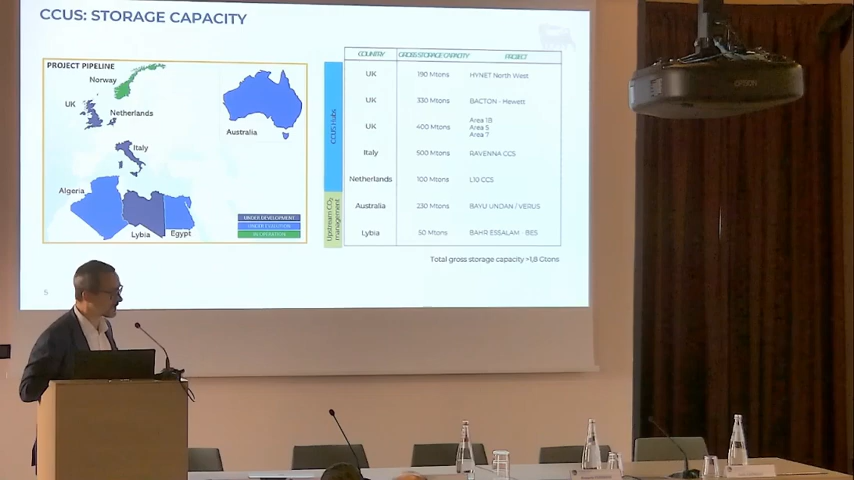 CCUS: STORAGE CAPACITY
PROJECT PIPELINE
Norway
UK
Netherlands
Italy
Australia
Algeria
Lybia
Egypt
UNDER DEVELOPMENT
IN OPERATION
CCUS Hubs
Upstream CO₂
management
COUNTRY GROSS STORAGE CAPACITY PROJECT
UK 190 Mtons HYNET North West
UK 330 Mtons BACTON - Hewett
UK 400 Mtons Area 1B
Area 5
Area 7
Italy 500 Mtons RAVENNA CCS
Netherlands 100 Mtons L10 CCS
Australia 230 Mtons BAYU UNDAN / VERUS
Lybia 50 Mtons BAHR ESSALAM - BES
Total gross storage capacity >1,8 Gtons
5